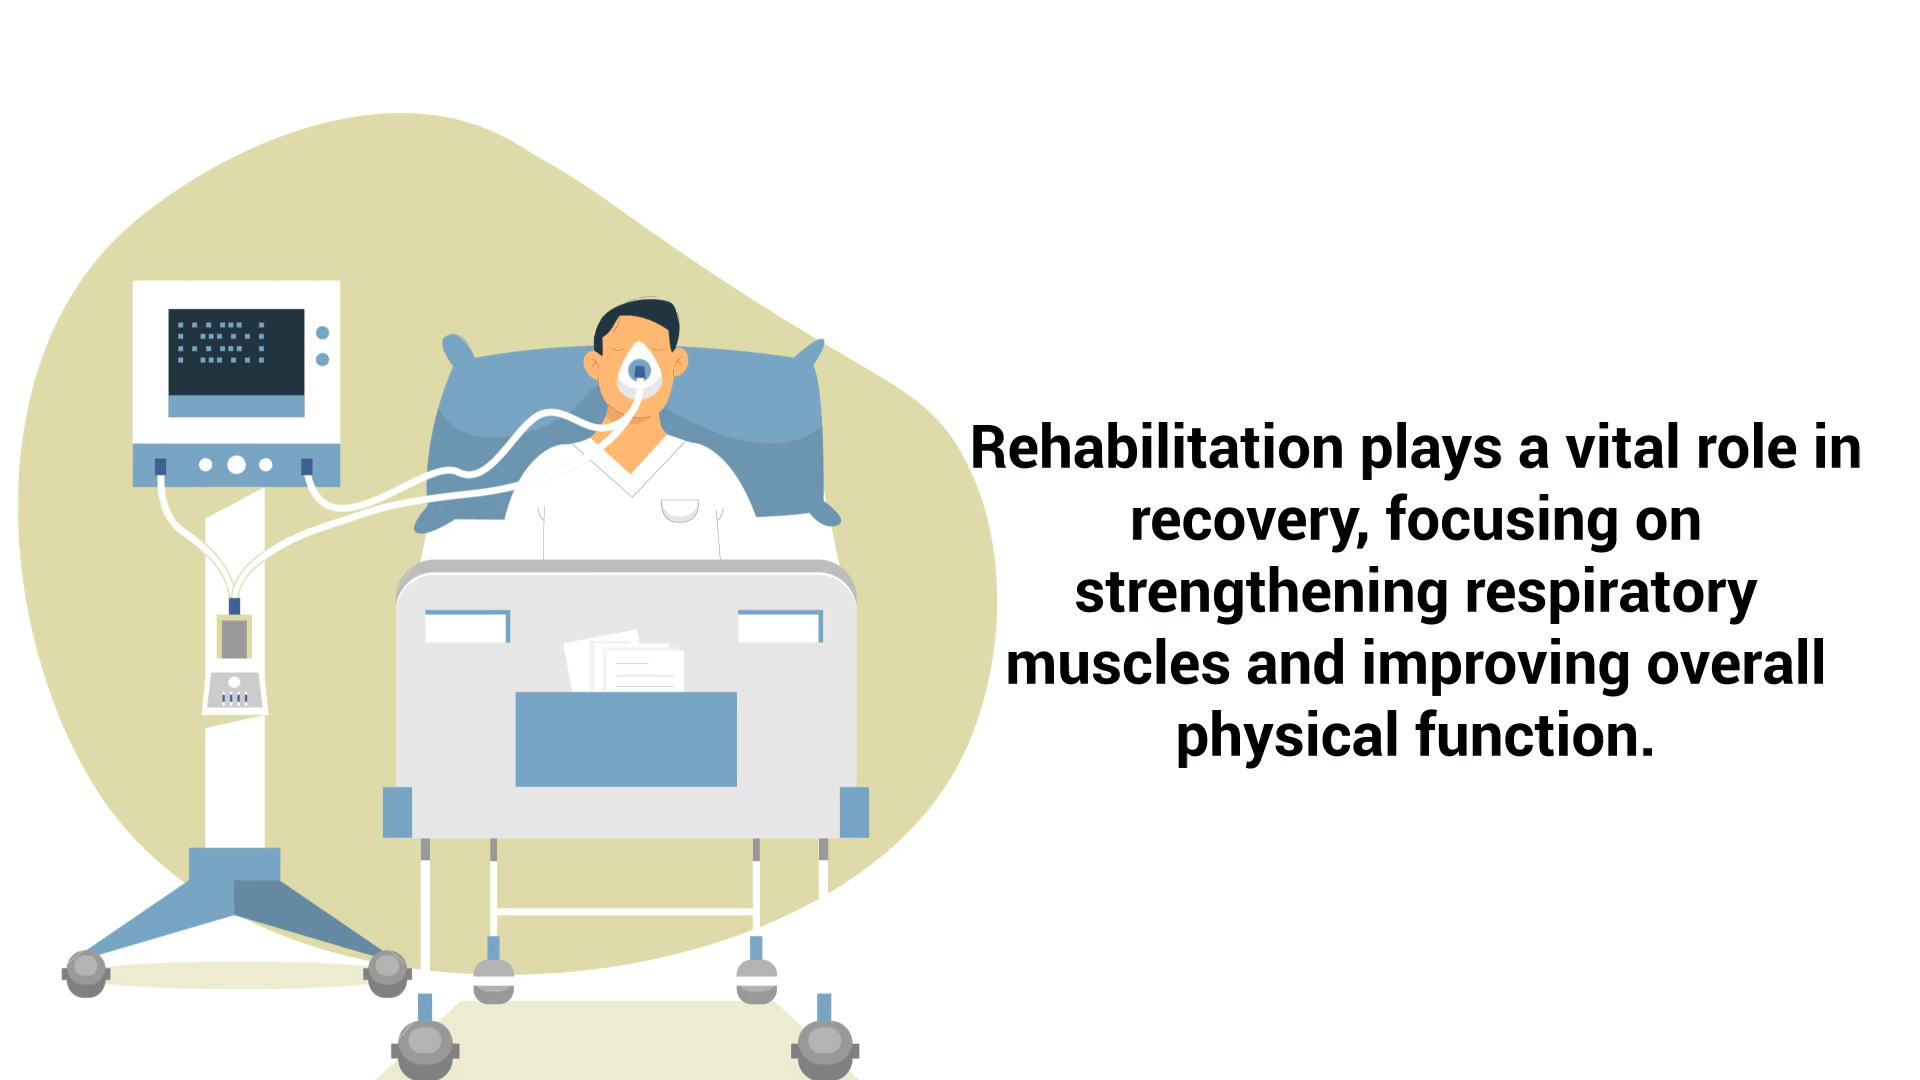 Rehabilitation plays a vital role in
recovery, focusing on
strengthening respiratory
muscles and improving overall
physical function.